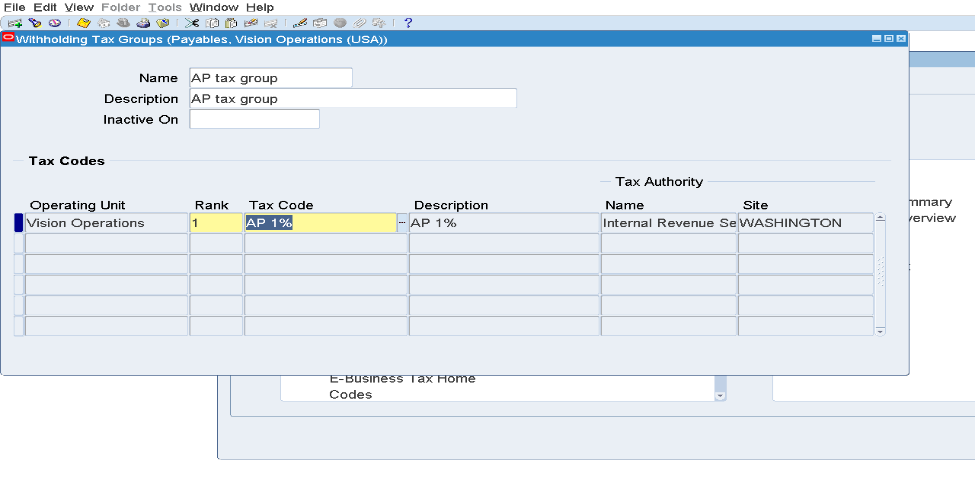 File Edit View Folder Tools Window Help
Withholding Tax Groups (Payables, Vision Operations (USA))
Name AP tax group
Description AP tax group
Inactive On
Tax Codes
Tax Authority
Operating Unit Rank Tax Code Description Name Site
Vision Operations 1 AP 1% AP 1% Internal Revenue Se WASHINGTON
mmary
verview
E-Business Tax Home
Codes